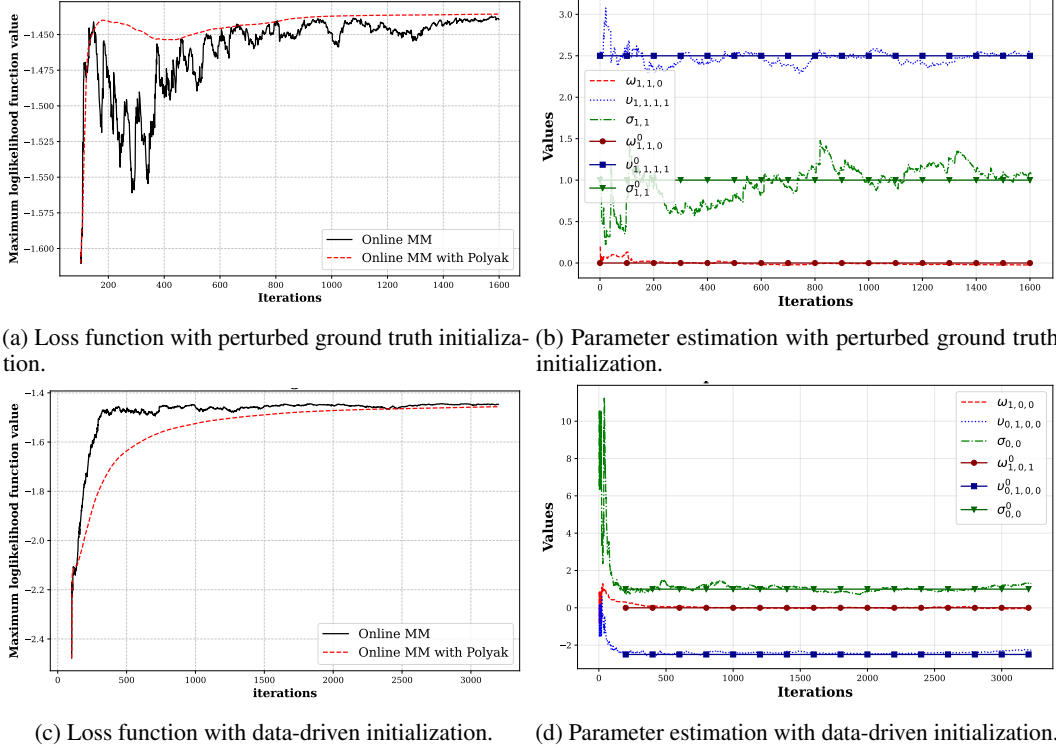 Maximum loglikelihood function value
−1.450
−1.475
−1.500
−1.525
−1.550
−1.575
−1.600
Online MM
Online MM with Polyak
200 400 600 800 1000 1200 1400 1600
Iterations
Values
3.0
2.5
2.0
1.5
1.0
0.5
0.0
ω1,1,0
υ1,1,1,1
σ1,1
ω⁰1,1,0
υ⁰1,1,1,1
σ⁰1,1
0 200 400 600 800 1000 1200 1400 1600
Iterations
(a) Loss function with perturbed ground truth initializa-
tion.
(b) Parameter estimation with perturbed ground truth
initialization.
Maximum loglikelihood function value
−1.4
−1.6
−1.8
−2.0
−2.2
−2.4
Online MM
Online MM with Polyak
0 500 1000 1500 2000 2500 3000
iterations
Values
10
8
6
4
2
0
−2
ω1,0,0
υ0,1,0,0
σ0,0
ω⁰1,0,1
υ⁰0,1,0,0
σ⁰0,0
0 500 1000 1500 2000 2500 3000
Iterations
(c) Loss function with data-driven initialization.
(d) Parameter estimation with data-driven initialization.